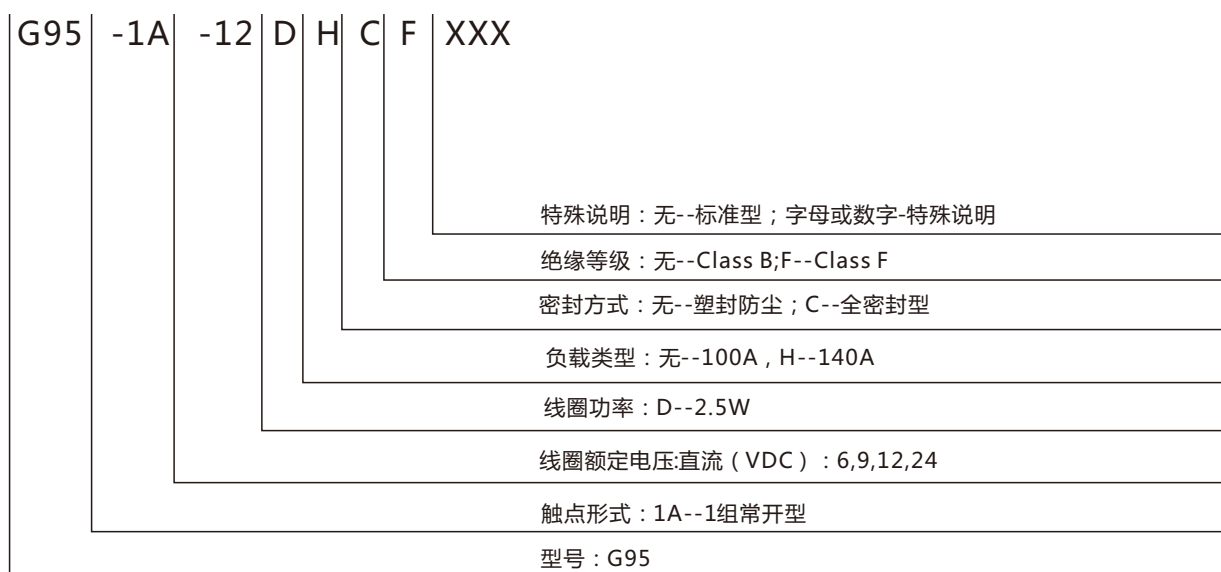 G95 -1A -12 D H C F XXX
特殊说明：无--标准型；字母或数字-特殊说明
绝缘等级：无--Class B;F--Class F
密封方式：无--塑封防尘；C--全密封型
负载类型：无--100A，H--140A
线圈功率：D--2.5W
线圈额定电压:直流（VDC）：6,9,12,24
触点形式：1A--1组常开型
型号：G95